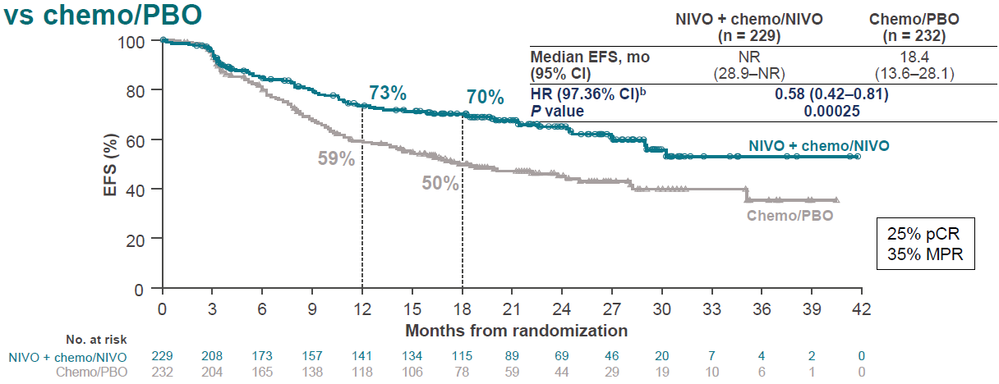 vs chemo/PBO
NIVO + chemo/NIVO Chemo/PBO
(n = 229) (n = 232)
Median EFS, mo NR 18.4
(95% CI) (28.9–NR) (13.6–28.1)
HR (97.36% CI)ᵇ 0.58 (0.42–0.81)
P value 0.00025
EFS (%)
100
80
60
40
20
0
73%
70%
59%
50%
NIVO + chemo/NIVO
Chemo/PBO
25% pCR
35% MPR
0 3 6 9 12 15 18 21 24 27 30 33 36 39 42
Months from randomization
No. at risk
NIVO + chemo/NIVO 229 208 173 157 141 134 115 89 69 46 20 7 4 2 0
Chemo/PBO 232 204 165 138 118 106 78 59 44 29 19 10 6 1 0